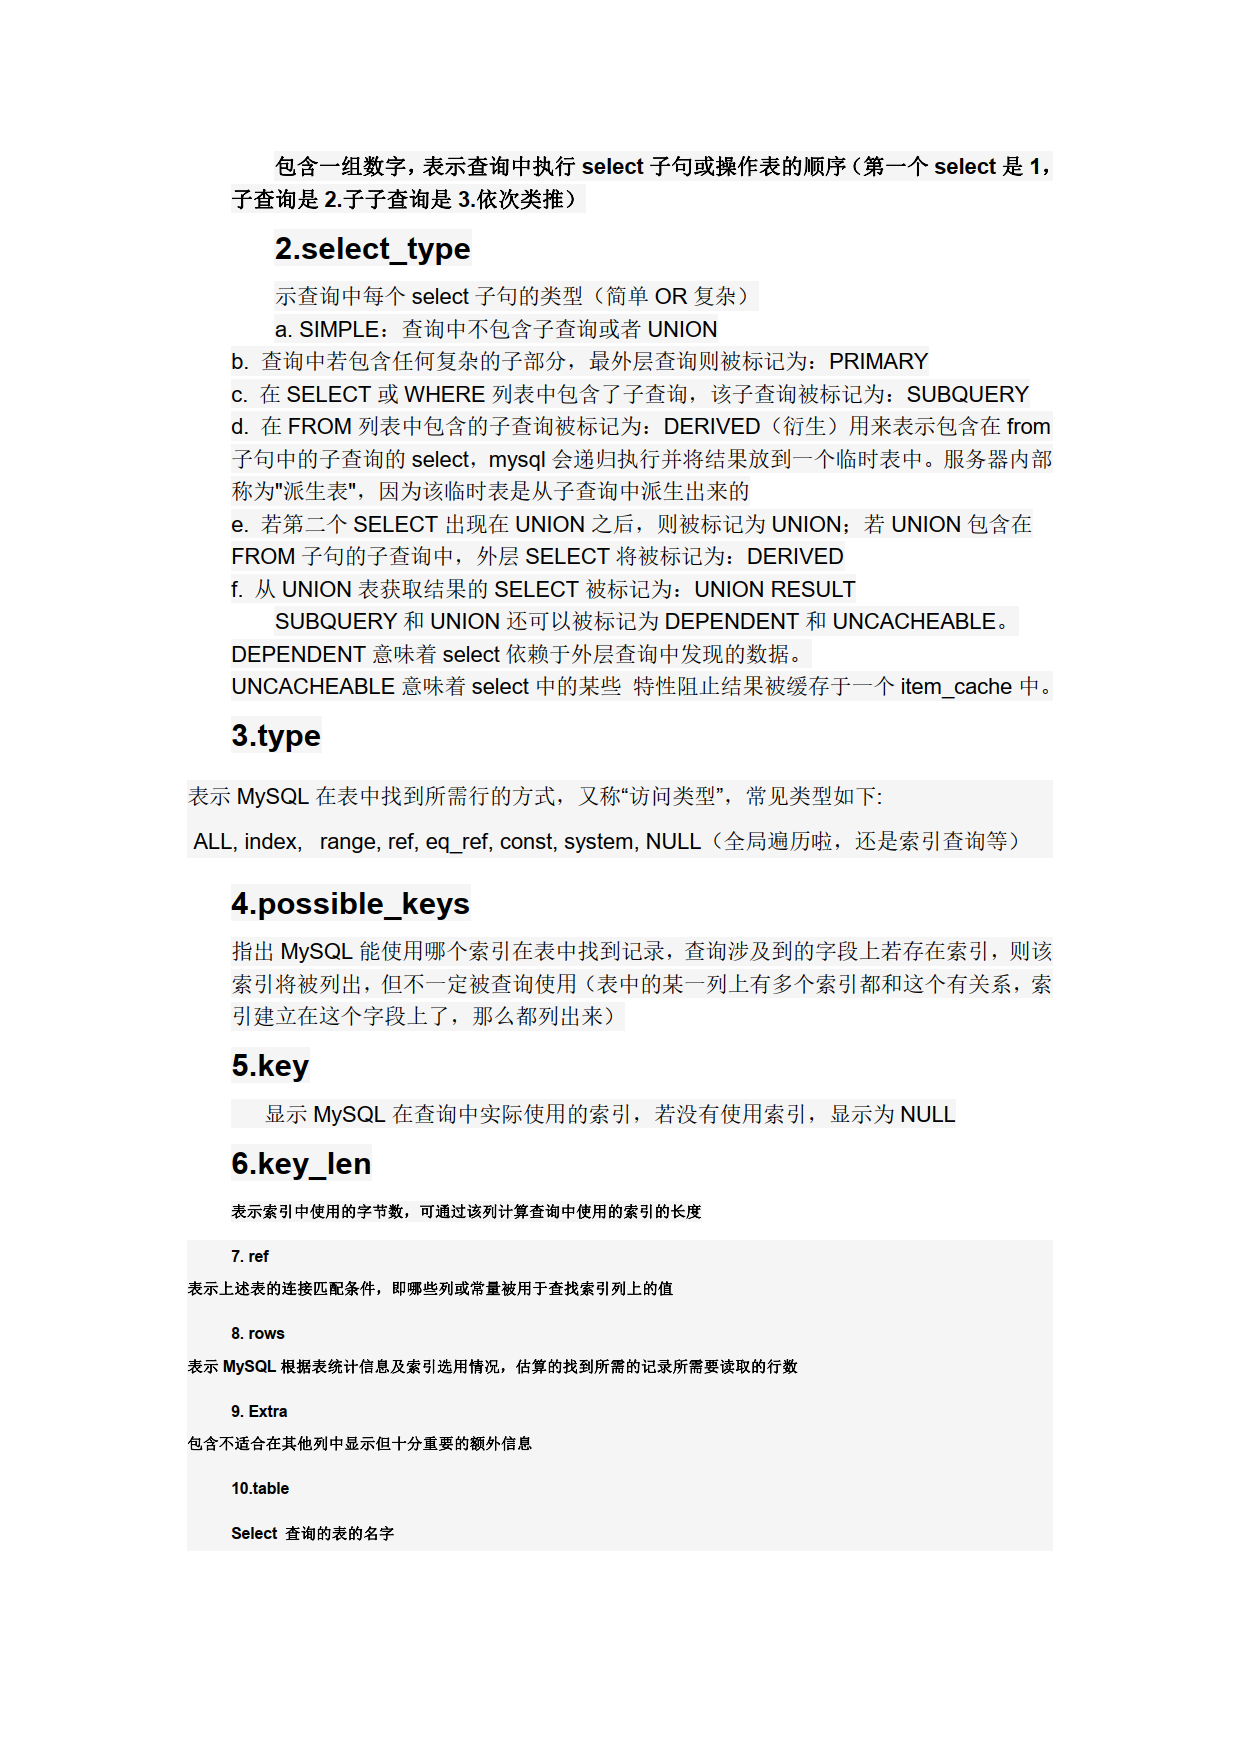 包含一组数字，表示查询中执行 select 子句或操作表的顺序（第一个 select 是 1，
子查询是 2.子子查询是 3.依次类推）
2.select_type
示查询中每个 select 子句的类型（简单 OR 复杂）
a. SIMPLE：查询中不包含子查询或者 UNION
b. 查询中若包含任何复杂的子部分，最外层查询则被标记为：PRIMARY
c. 在 SELECT 或 WHERE 列表中包含了子查询，该子查询被标记为：SUBQUERY
d. 在 FROM 列表中包含的子查询被标记为：DERIVED（衍生）用来表示包含在 from
子句中的子查询的 select，mysql 会递归执行并将结果放到一个临时表中。服务器内部
称为"派生表"，因为该临时表是从子查询中派生出来的
e. 若第二个 SELECT 出现在 UNION 之后，则被标记为 UNION；若 UNION 包含在
FROM 子句的子查询中，外层 SELECT 将被标记为：DERIVED
f. 从 UNION 表获取结果的 SELECT 被标记为：UNION RESULT
SUBQUERY 和 UNION 还可以被标记为 DEPENDENT 和 UNCACHEABLE。
DEPENDENT 意味着 select 依赖于外层查询中发现的数据。
UNCACHEABLE 意味着 select 中的某些 特性阻止结果被缓存于一个 item_cache 中。
3.type
表示 MySQL 在表中找到所需行的方式，又称“访问类型”，常见类型如下:
ALL, index, range, ref, eq_ref, const, system, NULL（全局遍历啦，还是索引查询等）
4.possible_keys
指出 MySQL 能使用哪个索引在表中找到记录，查询涉及到的字段上若存在索引，则该
索引将被列出，但不一定被查询使用（表中的某一列上有多个索引都和这个有关系，索
引建立在这个字段上了，那么都列出来）
5.key
显示 MySQL 在查询中实际使用的索引，若没有使用索引，显示为 NULL
6.key_len
表示索引中使用的字节数，可通过该列计算查询中使用的索引的长度
7. ref
表示上述表的连接匹配条件，即哪些列或常量被用于查找索引列上的值
8. rows
表示 MySQL 根据表统计信息及索引选用情况，估算的找到所需的记录所需要读取的行数
9. Extra
包含不适合在其他列中显示但十分重要的额外信息
10.table
Select 查询的表的名字